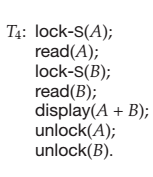 T4: lock-S(A);
read(A);
lock-S(B);
read(B);
display(A + B);
unlock(A);
unlock(B).